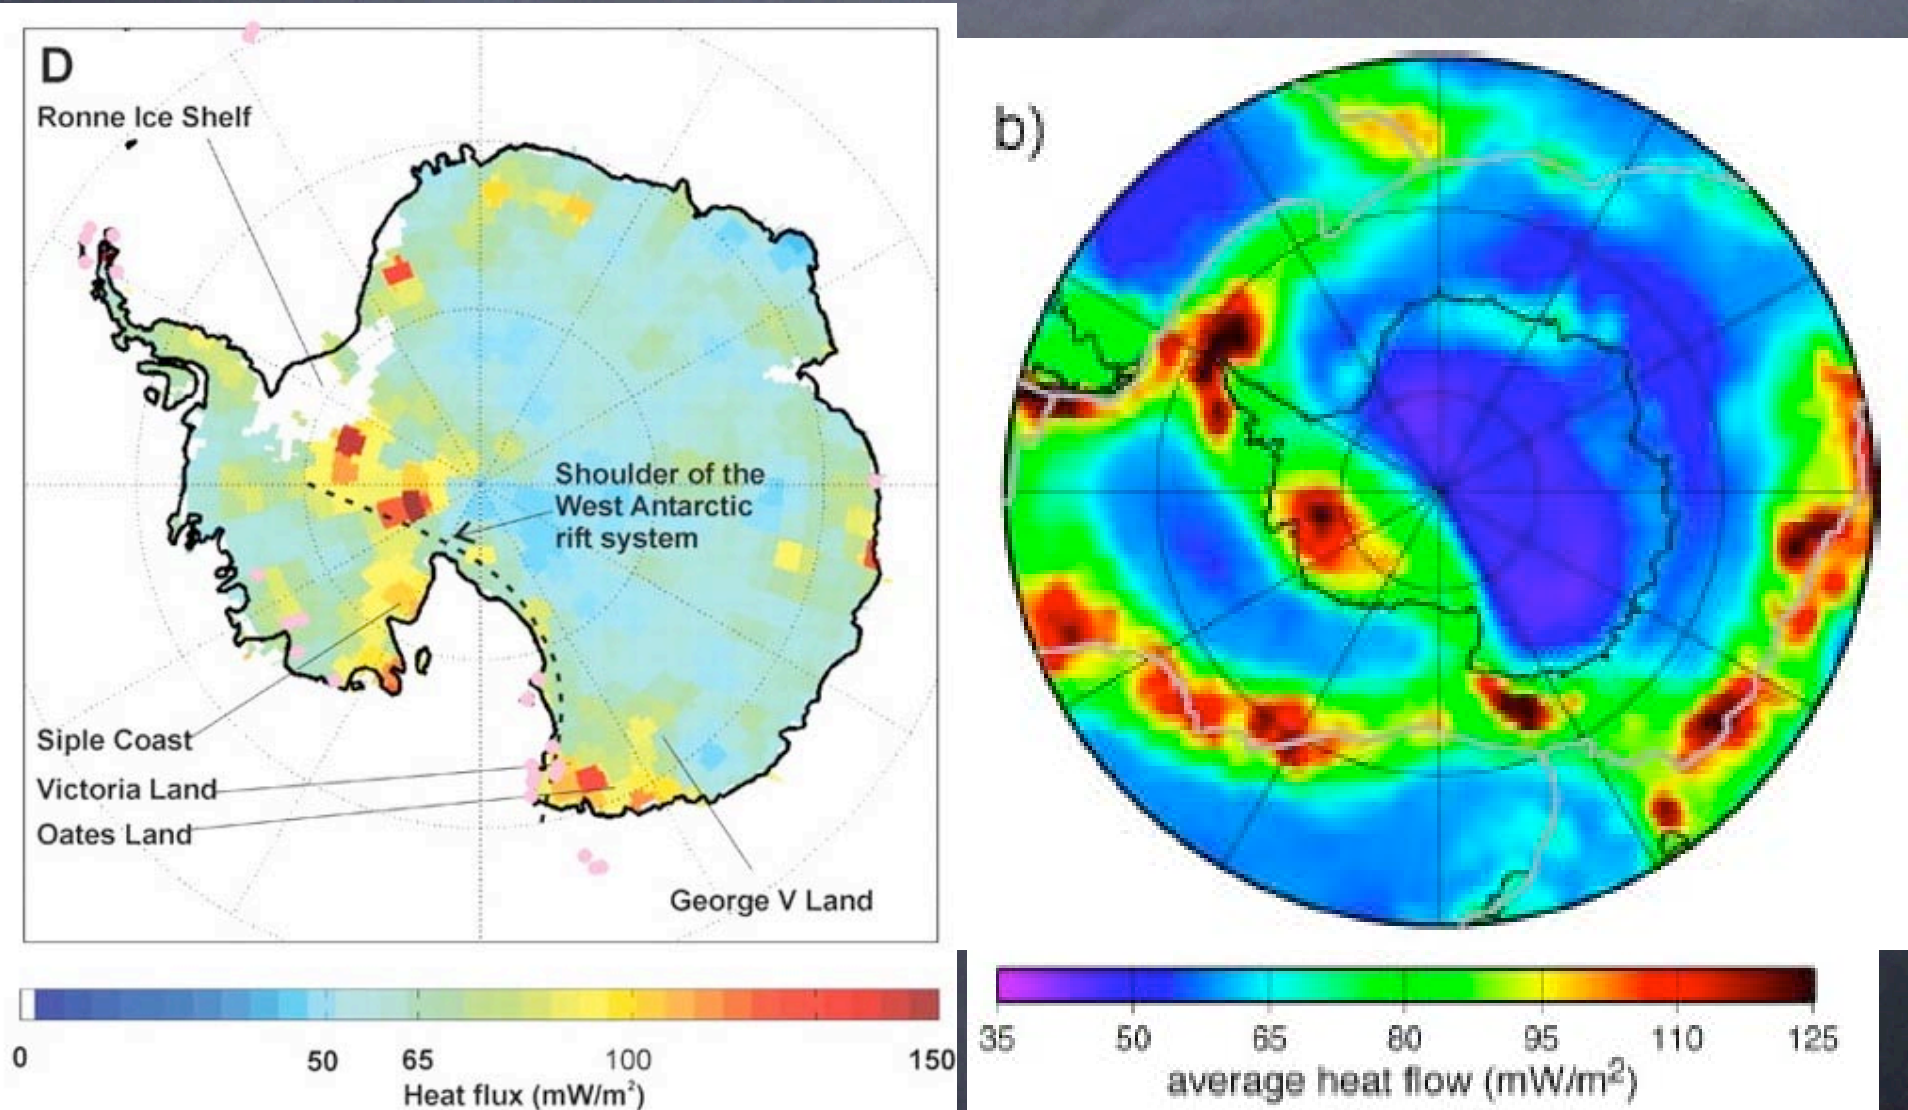 D
Ronne Ice Shelf
Shoulder of the
West Antarctic
rift system
Siple Coast
Victoria Land
Oates Land
George V Land
0 50 65 100 150
Heat flux (mW/m²)
b)
35 50 65 80 95 110 125
average heat flow (mW/m²)